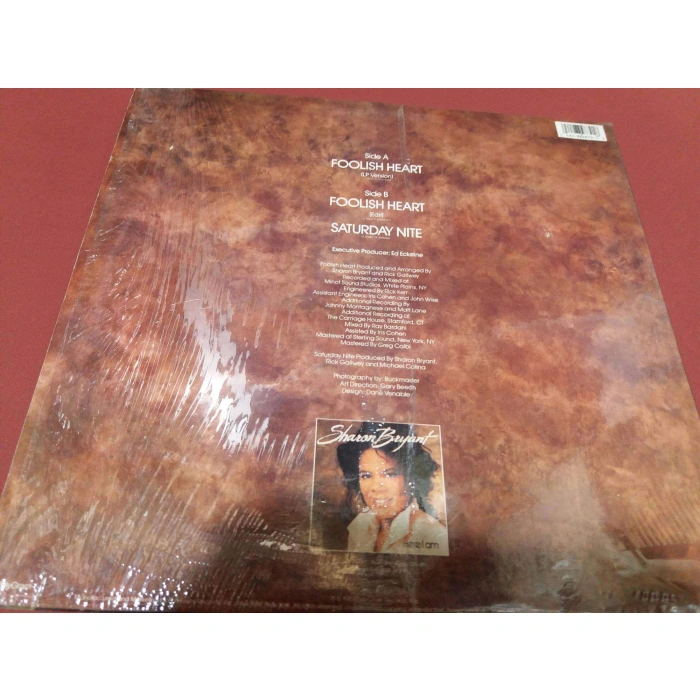 Side A
FOOLISH HEART
(LP Version)
Side B
FOOLISH HEART
(Edit)
SATURDAY NITE
Executive Producer: Ed Eckstine
Foolish Heart Produced and Arranged By
Sharon Bryant and Rick Gallwey
Recorded and Mixed at
Minot Sound Studios, White Plains, NY
Engineered By Rick Kerr
Assistant Engineers: Iris Cohen and John Wise
Additional Recording By
Johnny Montagnese and Matt Lane
Additional Recording at
The Carriage House, Stamford, CT
Mixed By Ray Bardani
Assisted By Iris Cohen
Mastered at Sterling Sound, New York, NY
Mastered By Greg Calbi
Saturday Nite Produced By Sharon Bryant,
Rick Gallwey and Michael Colina
Photography by: Buckmaster
Art Direction: Gary Beeds
Design: Dana Venable
Sharon Bryant
here I am